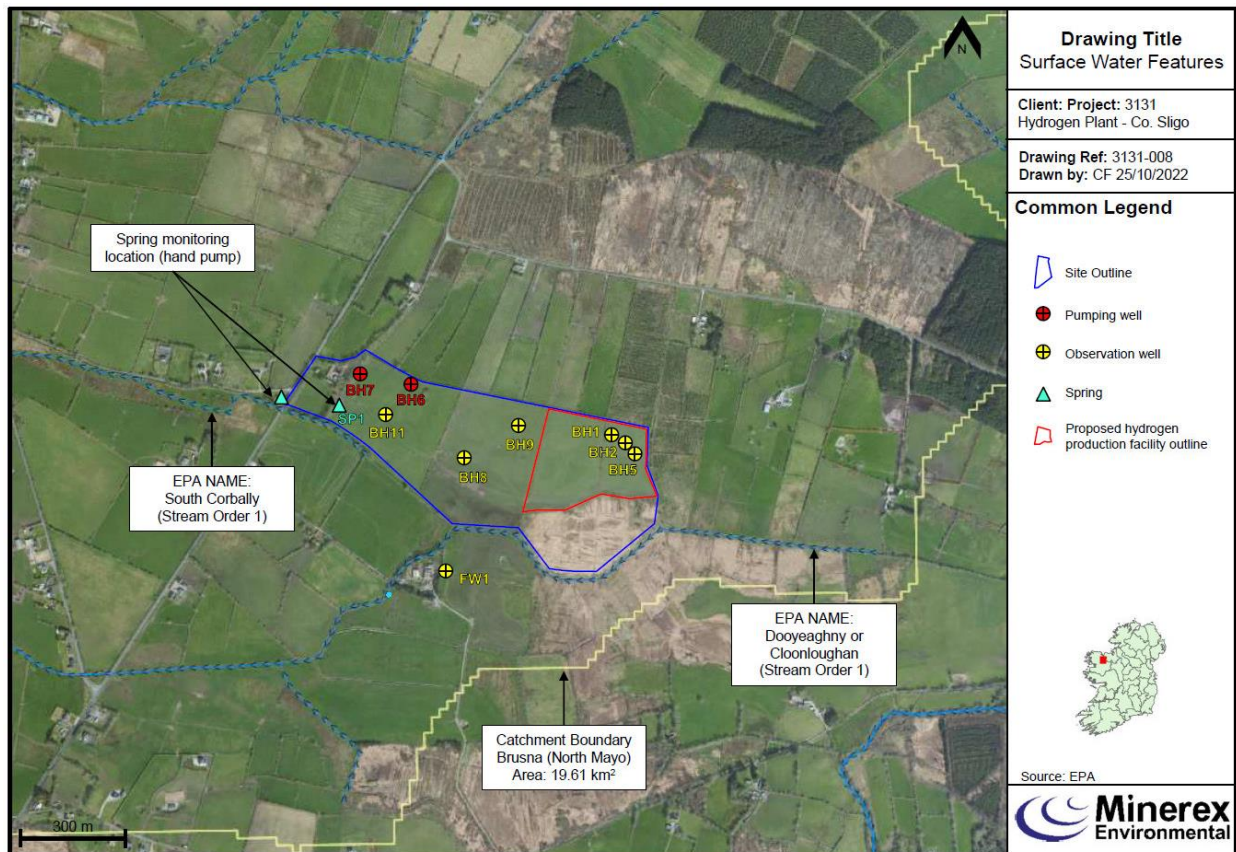 Spring monitoring
location (hand pump)
BH7
BH6
SP1
BH11
BH9
BH8
BH1
BH2
BH5
FW1
EPA NAME:
South Corbally
(Stream Order 1)
EPA NAME:
Dooyeaghny or
Cloonloughan
(Stream Order 1)
Catchment Boundary
Brusna (North Mayo)
Area: 19.61 km²
300 m
N
Drawing Title
Surface Water Features
Client: Project: 3131
Hydrogen Plant - Co. Sligo
Drawing Ref: 3131-008
Drawn by: CF 25/10/2022
Common Legend
Site Outline
Pumping well
Observation well
Spring
Proposed hydrogen
production facility outline
Source: EPA
Minerex
Environmental